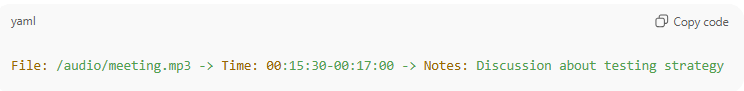 yaml
Copy code
File: /audio/meeting.mp3 -> Time: 00:15:30-00:17:00 -> Notes: Discussion about testing strategy